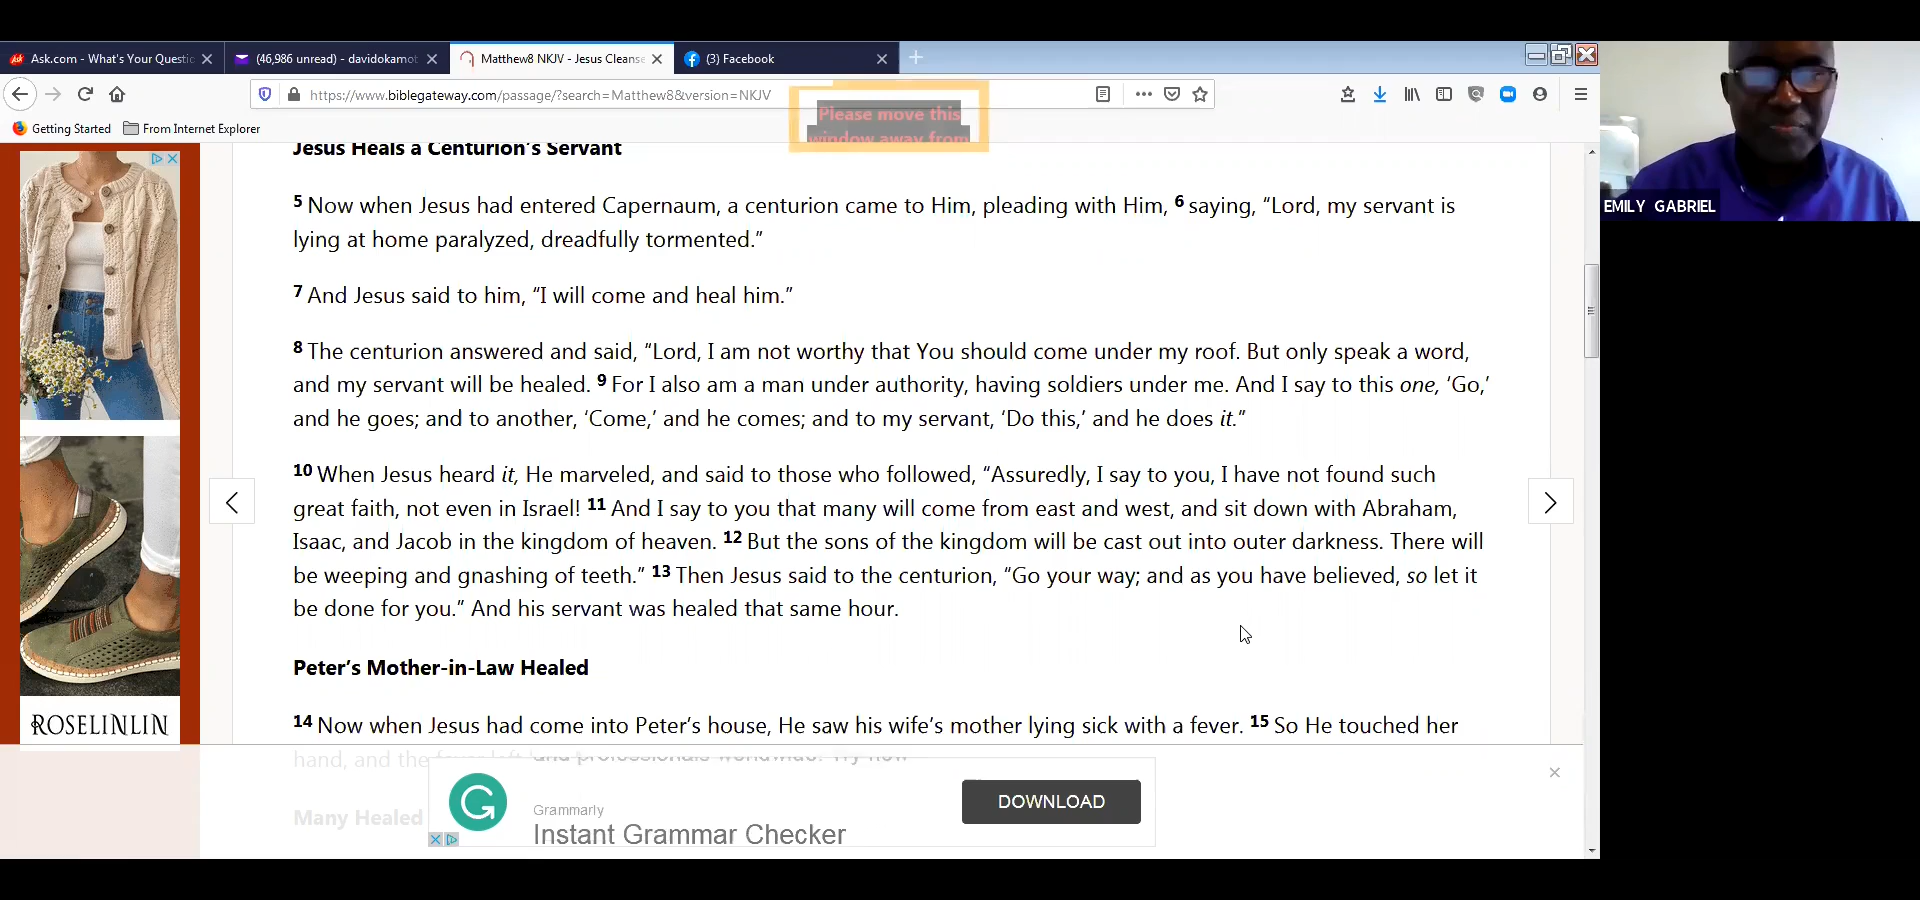 Ask.com - What's Your Questic
(46,986 unread) - davidokamot
Matthew8 NKJV - Jesus Cleanse
(3) Facebook
https://www.biblegateway.com/passage/?search=Matthew8&version=NKJV
Getting Started
From Internet Explorer
Please move this
window away from
EMILY GABRIEL
Jesus Heals a Centurion's Servant
5 Now when Jesus had entered Capernaum, a centurion came to Him, pleading with Him, 6 saying, “Lord, my servant is
lying at home paralyzed, dreadfully tormented.”
7 And Jesus said to him, “I will come and heal him.”
8 The centurion answered and said, “Lord, I am not worthy that You should come under my roof. But only speak a word,
and my servant will be healed. 9 For I also am a man under authority, having soldiers under me. And I say to this one, ‘Go,’
and he goes; and to another, ‘Come,’ and he comes; and to my servant, ‘Do this,’ and he does it.”
10 When Jesus heard it, He marveled, and said to those who followed, “Assuredly, I say to you, I have not found such
great faith, not even in Israel! 11 And I say to you that many will come from east and west, and sit down with Abraham,
Isaac, and Jacob in the kingdom of heaven. 12 But the sons of the kingdom will be cast out into outer darkness. There will
be weeping and gnashing of teeth.” 13 Then Jesus said to the centurion, “Go your way; and as you have believed, so let it
be done for you.” And his servant was healed that same hour.
Peter’s Mother-in-Law Healed
14 Now when Jesus had come into Peter’s house, He saw his wife’s mother lying sick with a fever. 15 So He touched her
hand, and the fever left
Many Healed
ROSELINLIN
and professionals worldwide! Try now
Grammarly
Instant Grammar Checker
DOWNLOAD